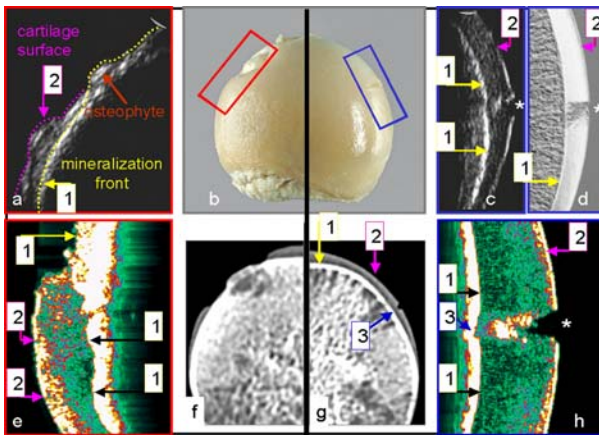 cartilage
surface
2
osteophyte
mineralization
front
1
a
b
2
1
1
*
c
2
*
1
d
1
2
1
2
1
e
1
2
3
f
g
2
1
3
*
1
h